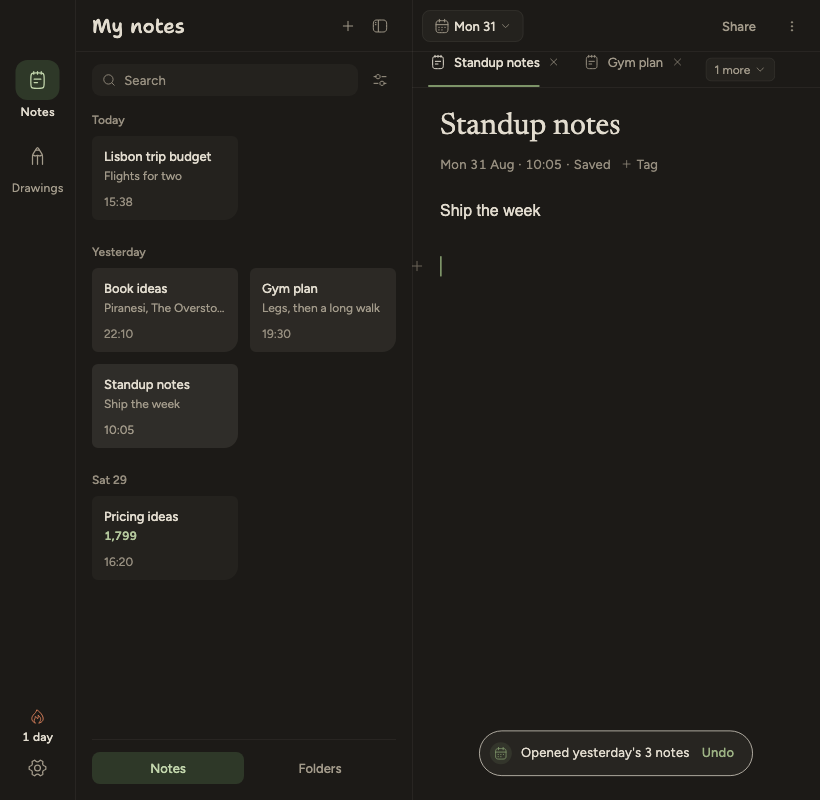 My notes
Notes
Drawings
Search
Today
Lisbon trip budget
Flights for two
15:38
Yesterday
Book ideas
Piranesi, The Oversto...
22:10
Gym plan
Legs, then a long walk
19:30
Standup notes
Ship the week
10:05
Sat 29
Pricing ideas
1,799
16:20
1 day
Notes
Folders
Mon 31
Share
Standup notes
Gym plan
1 more
Standup notes
Mon 31 Aug · 10:05 · Saved + Tag
Ship the week
Opened yesterday's 3 notes Undo